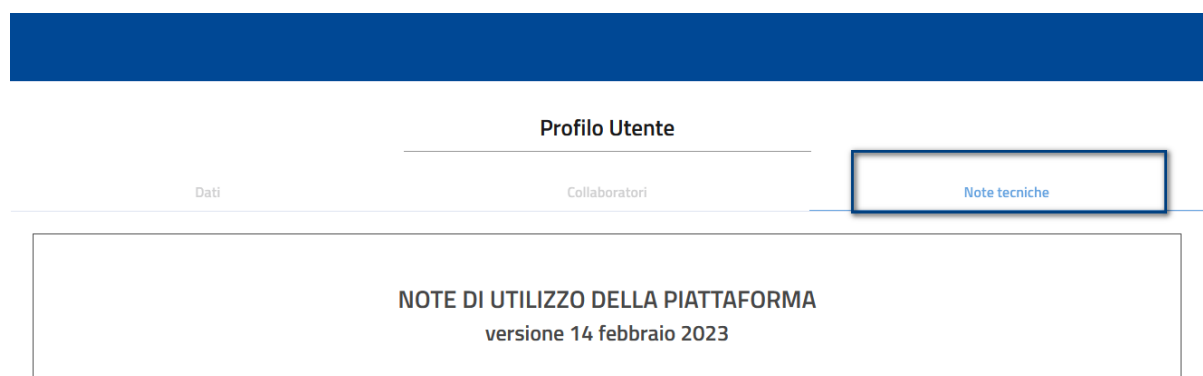 Profilo Utente
Dati Collaboratori Note tecniche
NOTE DI UTILIZZO DELLA PIATTAFORMA
versione 14 febbraio 2023